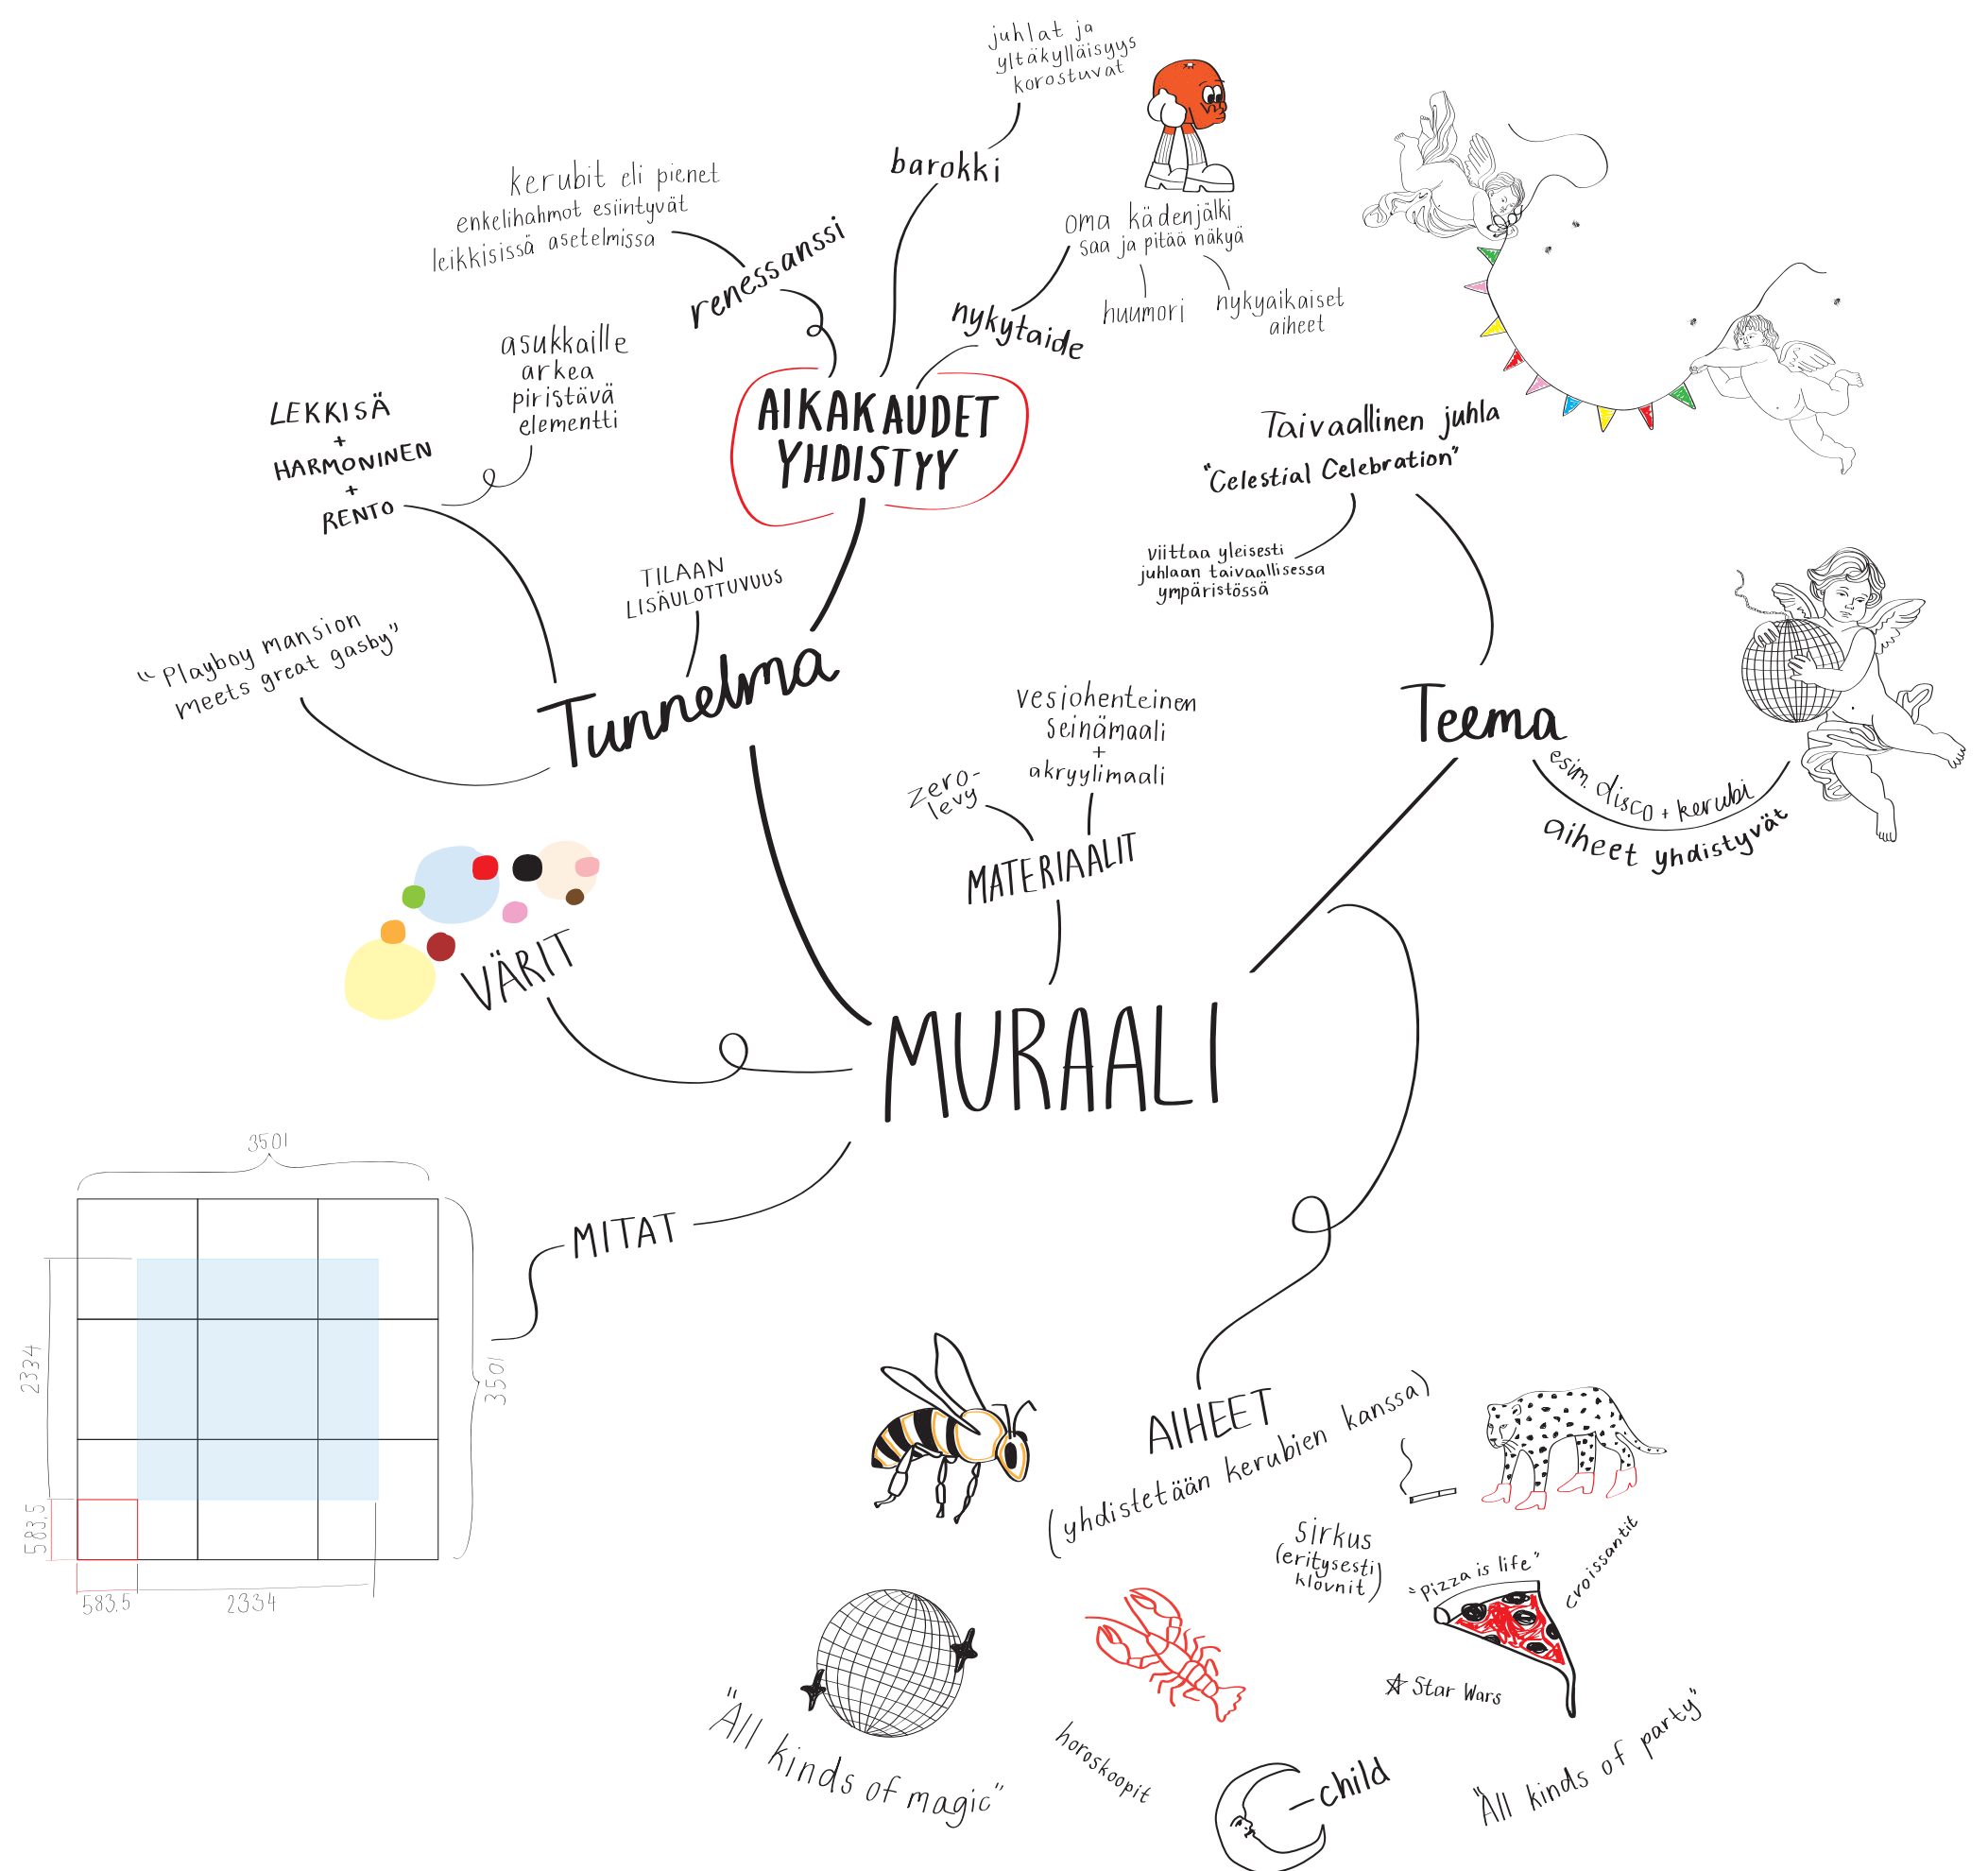 juhlat ja
yltäkylläisyys
korostuvat
barokki
kerubit eli pienet
enkelihahmot esiintyvät
leikkisissä asetelmissa
renessanssi
oma kädenjälki
saa ja pitää näkyä
huumori
nykyaikaiset
aiheet
nykytaide
AIKAKAUDET
YHDISTYY
asukkaille
arkea
piristävä
elementti
LEKKISÄ
+
HARMONINEN
+
RENTO
TILAAN
LISÄULOTTUVUUS
"Playboy mansion
meets great gasby"
Tunnelma
Taivaallinen juhla
"Celestial Celebration"
viittaa yleisesti
juhlaan taivaallisessa
ympäristössä
Teema
esim. disco + kerubi
aiheet yhdistyvät
vesiohenteinen
seinämaali
+
akryylimaali
zero-
levy
MATERIAALIT
VÄRIT
MURAALI
MITAT
3501
3501
2334
583.5
583.5
2334
AIHEET
(yhdistetään kerubien kanssa)
sirkus
(eritysesti
klovnit)
"Pizza is life"
croissantit
Star Wars
"All kinds of magic"
horoskoopit
child
"All kinds of party"